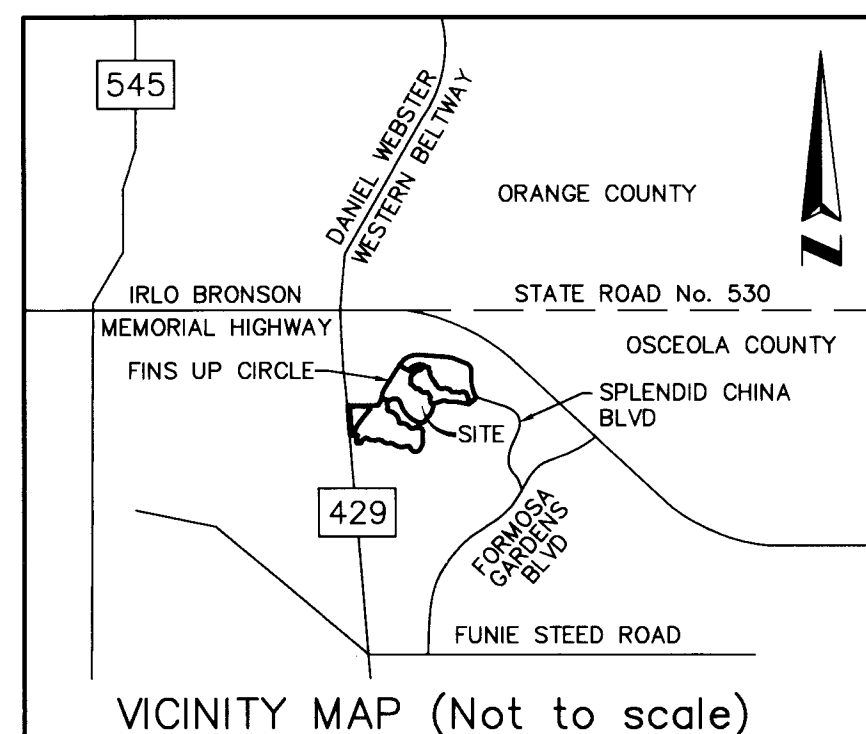 545
DANIEL WEBSTER
WESTERN BELTWAY
ORANGE COUNTY
N
IRLO BRONSON
MEMORIAL HIGHWAY
STATE ROAD No. 530
OSCEOLA COUNTY
FINS UP CIRCLE
SPLENDID CHINA
BLVD
SITE
429
FORMOSA
GARDENS
BLVD
FUNIE STEED ROAD
VICINITY MAP (Not to scale)